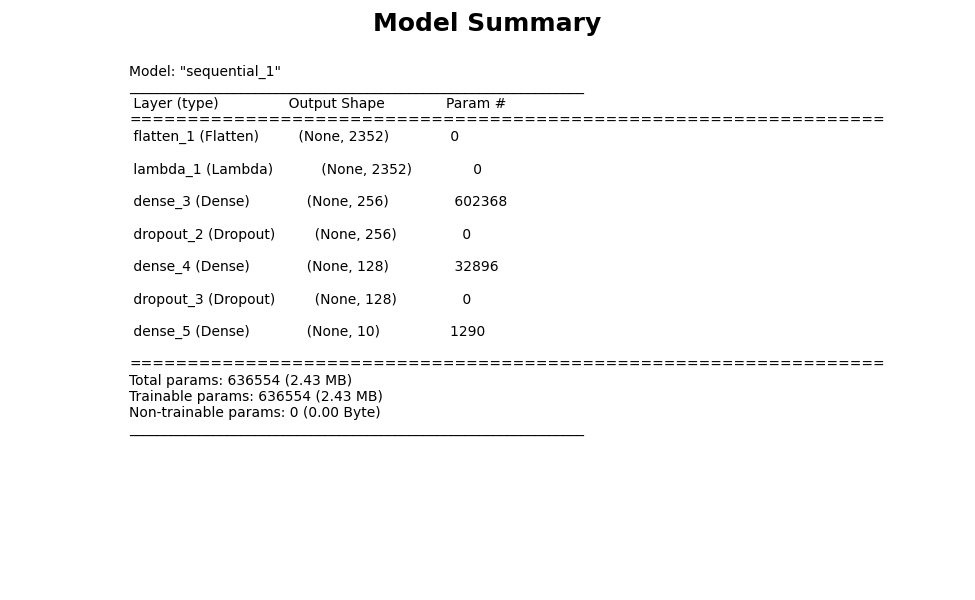 Model Summary
Model: "sequential_1"
_________________________________________________________________
Layer (type) Output Shape Param #
=================================================================
flatten_1 (Flatten) (None, 2352) 0
lambda_1 (Lambda) (None, 2352) 0
dense_3 (Dense) (None, 256) 602368
dropout_2 (Dropout) (None, 256) 0
dense_4 (Dense) (None, 128) 32896
dropout_3 (Dropout) (None, 128) 0
dense_5 (Dense) (None, 10) 1290
=================================================================
Total params: 636554 (2.43 MB)
Trainable params: 636554 (2.43 MB)
Non-trainable params: 0 (0.00 Byte)
_________________________________________________________________